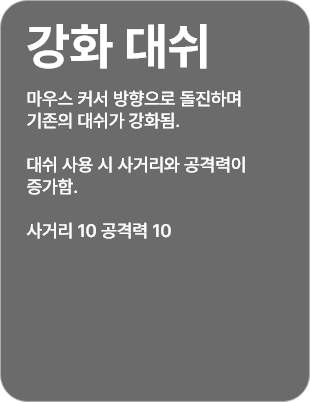 강화 대쉬
마우스 커서 방향으로 돌진하며
기존의 대쉬가 강화됨.
대쉬 사용 시 사거리와 공격력이
증가함.
사거리 10 공격력 10